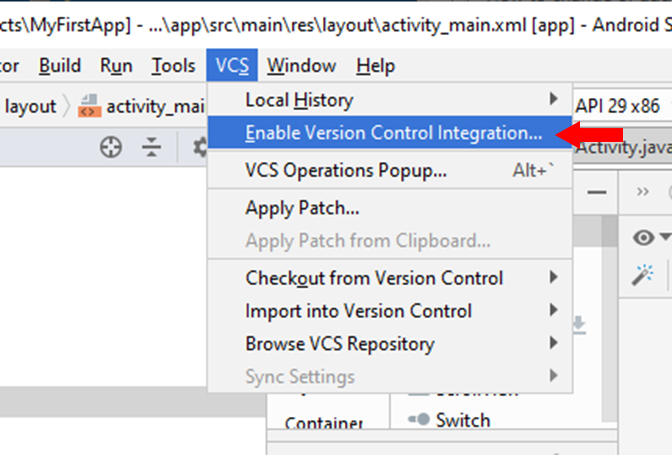 cts\MyFirstApp] - ...\app\src\main\res\layout\activity_main.xml [app] - Android S
tor Build Run Tools VCS Window Help
layout activity_mai API 29 x86
Local History
Enable Version Control Integration...
Activity.java
VCS Operations Popup... Alt+`
Apply Patch...
Apply Patch from Clipboard...
Checkout from Version Control
Import into Version Control
Browse VCS Repository
Sync Settings
ScrollView
Container
Switch